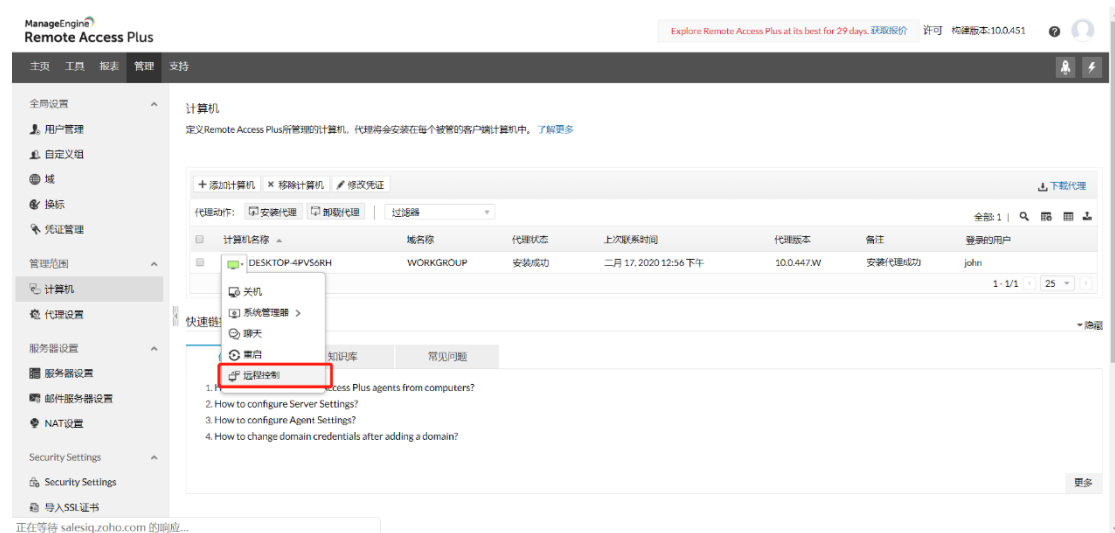 ManageEngine
Remote Access Plus
Explore Remote Access Plus at its best for 29 days. 获取报价 许可 构建版本:10.0.451
主页 工具 报表 管理 支持
全局设置
用户管理
自定义组
域
换标
凭证管理
管理范围
计算机
代理设置
服务器设置
服务器设置
邮件服务器设置
NAT设置
Security Settings
Security Settings
导入SSL证书
计算机
定义Remote Access Plus所管理的计算机，代理将会安装在每个被管的客户端计算机中。 了解更多
添加计算机 移除计算机 修改凭证 下载代理
代理动作: 安装代理 卸载代理 过滤器 全部: 1
计算机名称 域名称 代理状态 上次联系时间 代理版本 备注 登录的用户
DESKTOP-4PVS6RH WORKGROUP 安装成功 二月 17, 2020 12:56 下午 10.0.447.W 安装代理成功 john
1 - 1/1 25
关机
系统管理器
聊天
重启
远程控制
快速链 隐藏
知识库 常见问题
1. H ccess Plus agents from computers?
2. How to configure Server Settings?
3. How to configure Agent Settings?
4. How to change domain credentials after adding a domain?
更多
正在等待 salesiq.zoho.com 的响应...